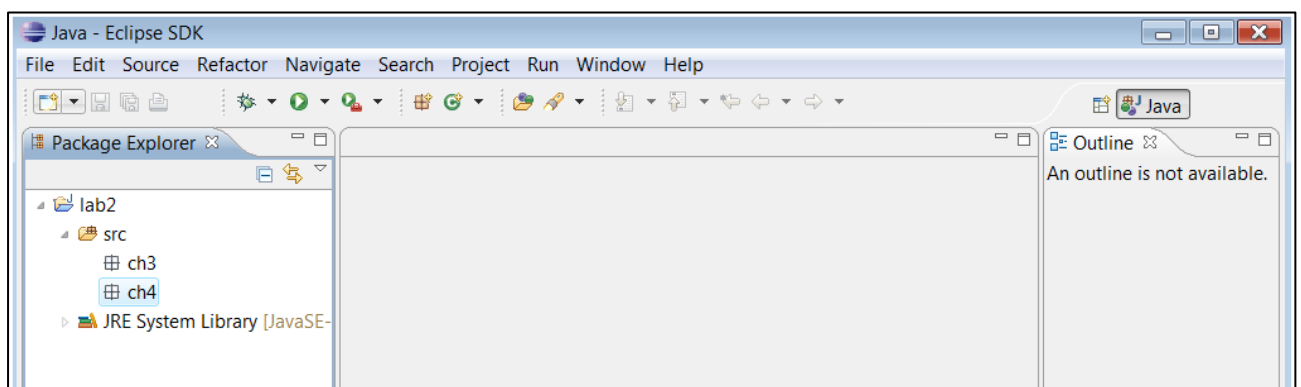 Java - Eclipse SDK
File Edit Source Refactor Navigate Search Project Run Window Help
Java
Package Explorer
Outline
An outline is not available.
lab2
src
ch3
ch4
JRE System Library [JavaSE-